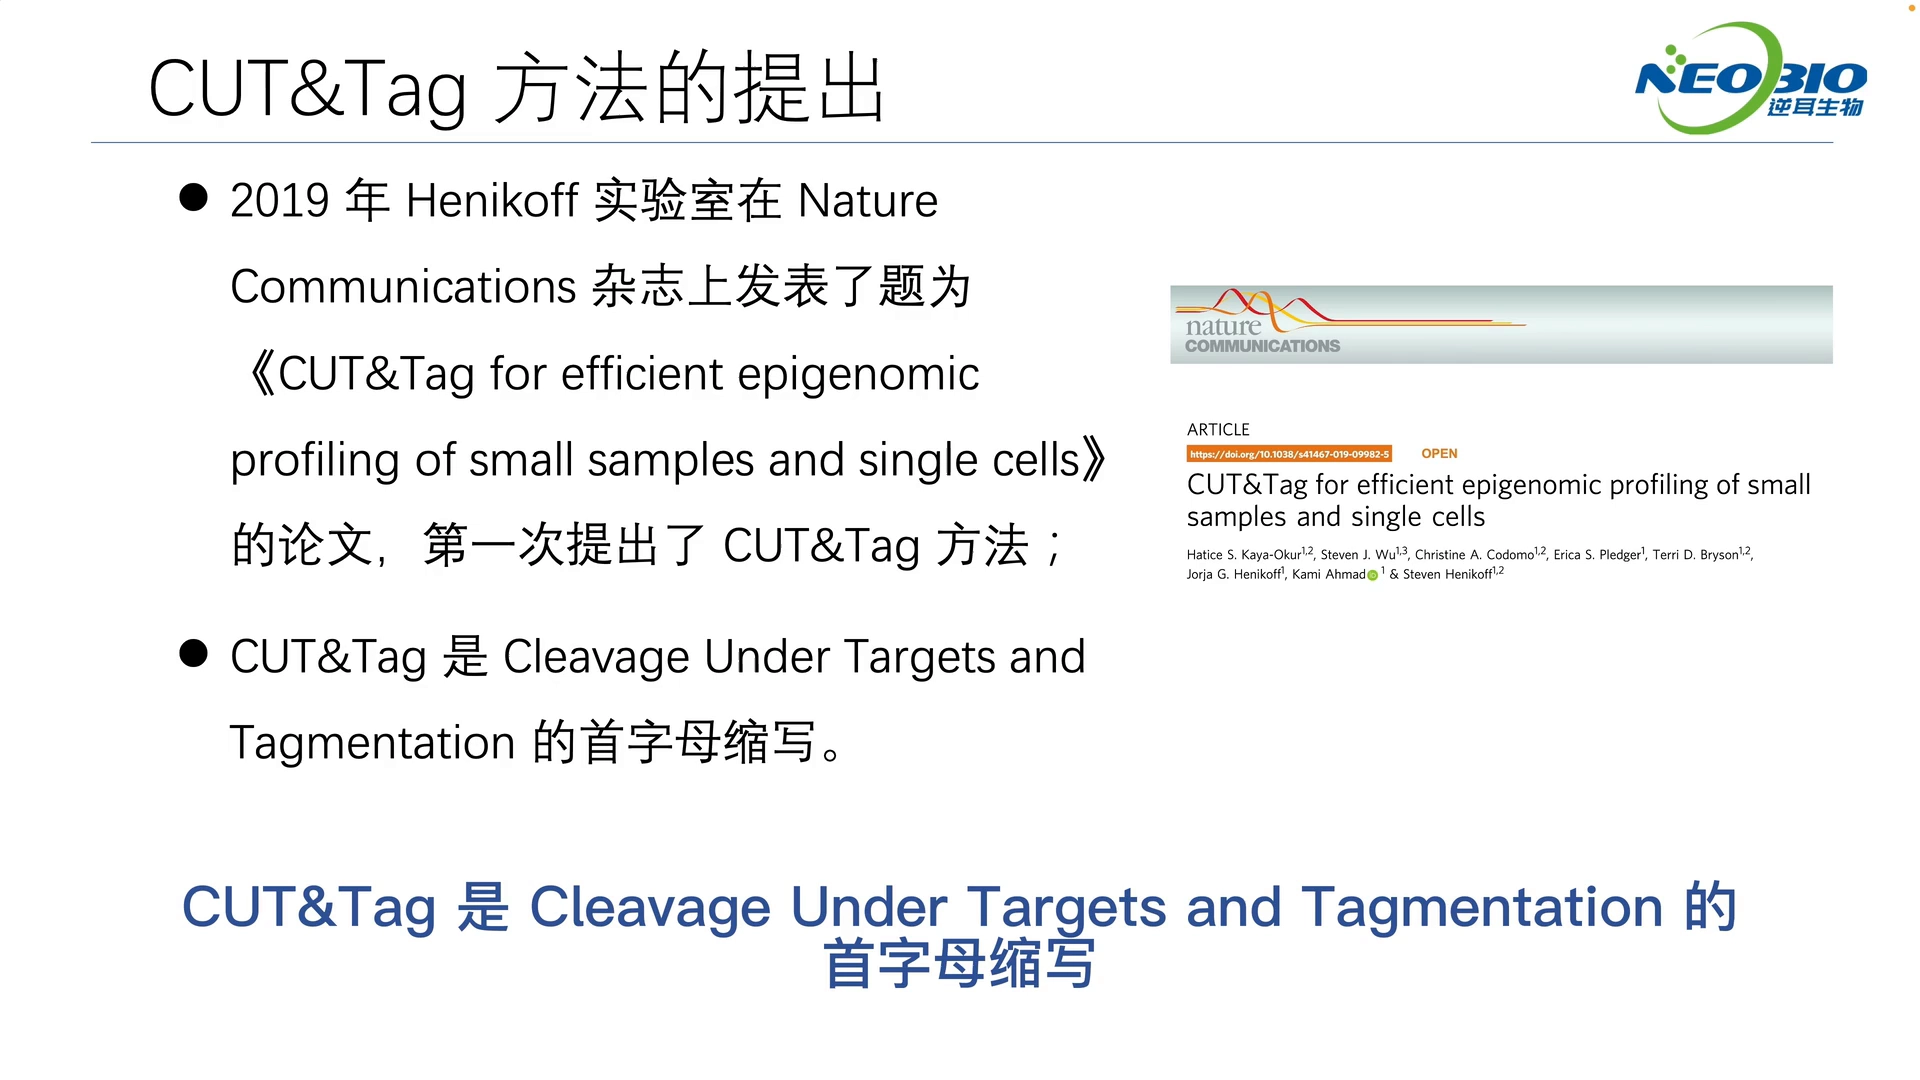 CUT&Tag 方法的提出
NEOBIO
逆耳生物
● 2019 年 Henikoff 实验室在 Nature
Communications 杂志上发表了题为
《CUT&Tag for efficient epigenomic
profiling of small samples and single cells》
的论文，第一次提出了 CUT&Tag 方法；
● CUT&Tag 是 Cleavage Under Targets and
Tagmentation 的首字母缩写。
nature
COMMUNICATIONS
ARTICLE
https://doi.org/10.1038/s41467-019-09982-5 OPEN
CUT&Tag for efficient epigenomic profiling of small
samples and single cells
Hatice S. Kaya-Okur1,2, Steven J. Wu1,3, Christine A. Codomo1,2, Erica S. Pledger1, Terri D. Bryson1,2,
Jorja G. Henikoff1, Kami Ahmad iD 1 & Steven Henikoff1,2
CUT&Tag 是 Cleavage Under Targets and Tagmentation 的
首字母缩写